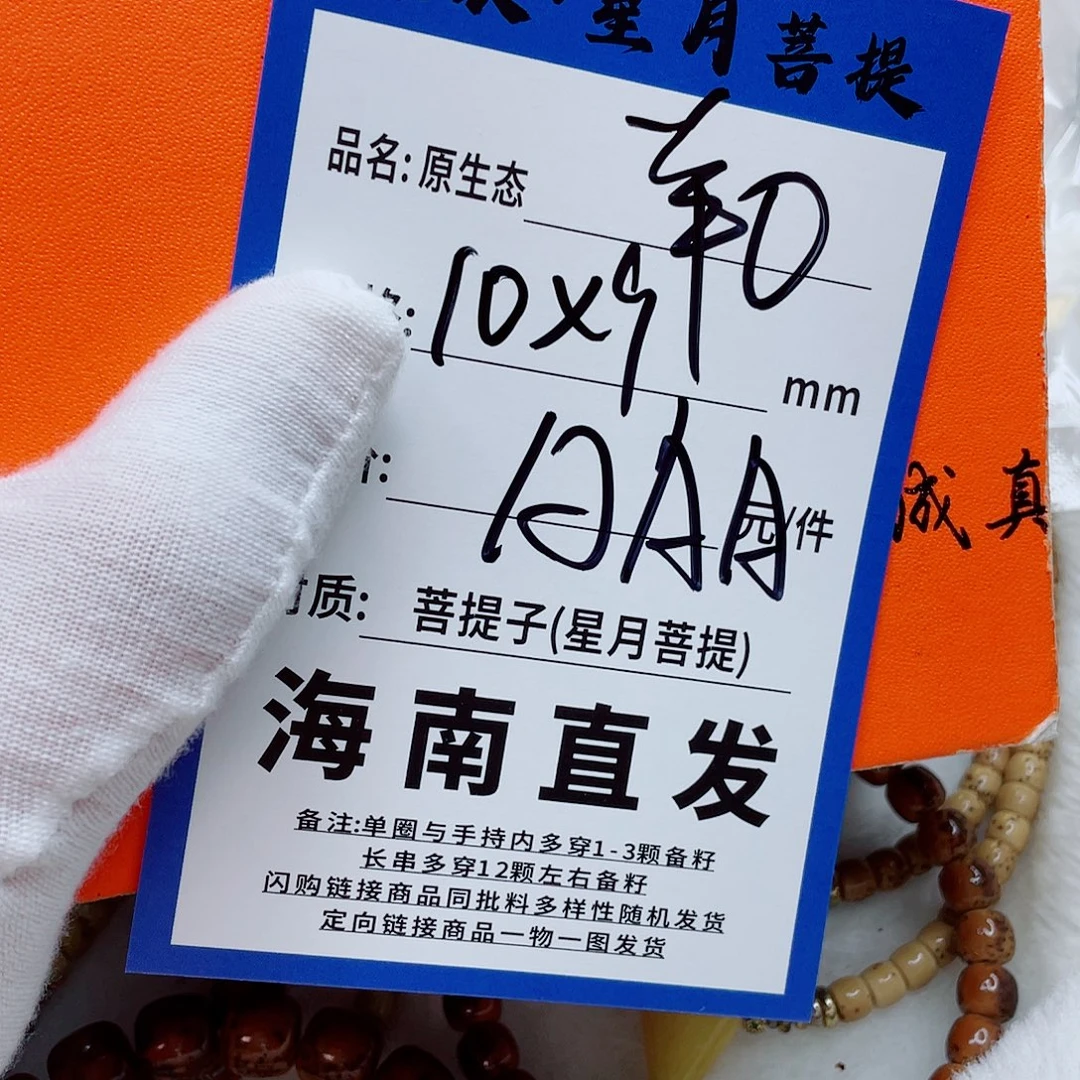 星月菩提
品名: 原生态
10X9 mm
AAA 元/件
材质: 菩提子(星月菩提)
诚真
海南直发
备注:单圈与手持内多穿1-3颗备籽
长串多穿12颗左右备籽
闪购链接商品同批料多样性随机发货
定向链接商品一物一图发货